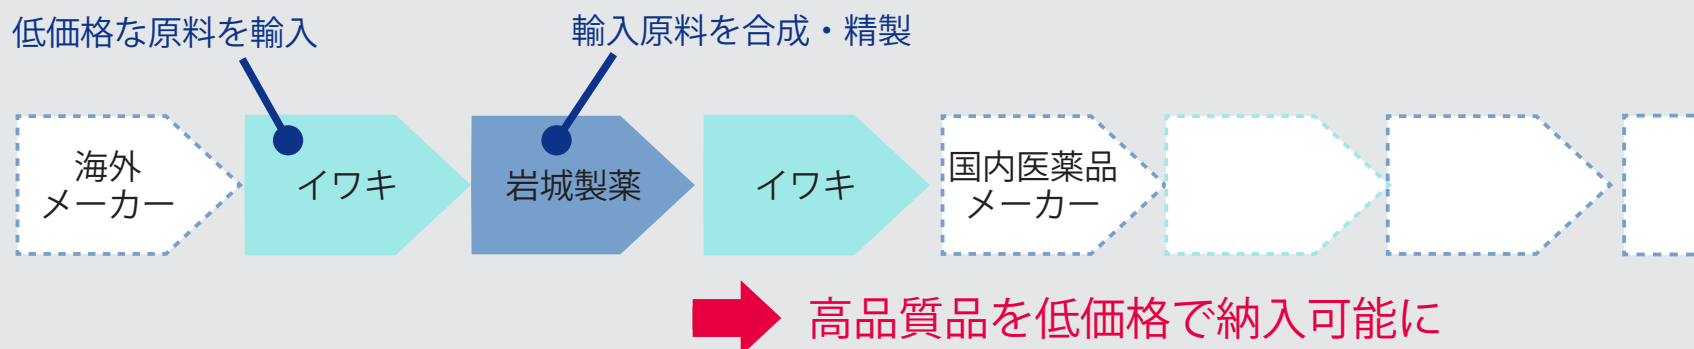 低価格な原料を輸入
輸入原料を合成・精製
海外
メーカー
イワキ
岩城製薬
イワキ
国内医薬品
メーカー
高品質品を低価格で納入可能に